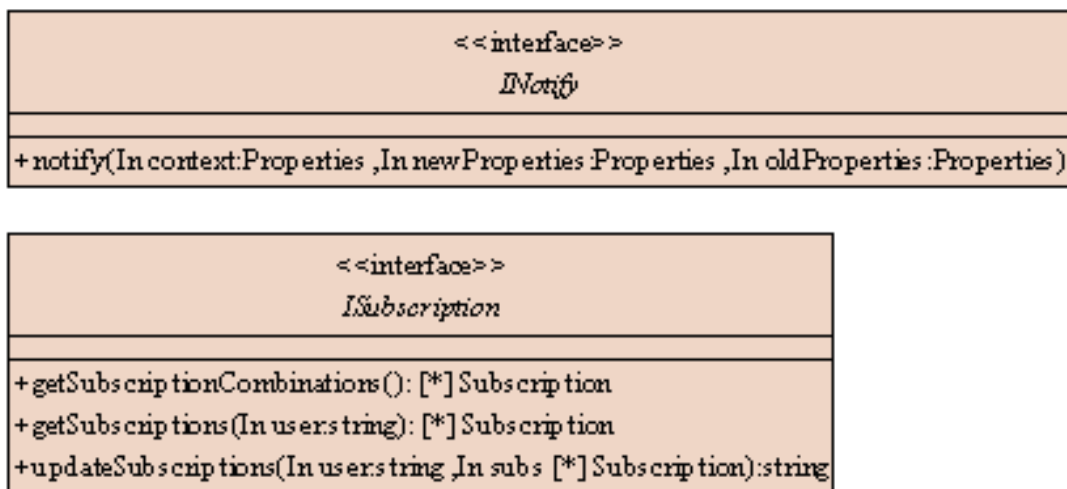 <<interface>>
INotify
+notify(In context:Properties ,In newProperties:Properties ,In oldProperties:Properties)
<<interface>>
ISubscription
+getSubscriptionCombinations(): [*] Subscription
+getSubscriptions(In user:string): [*] Subscription
+updateSubscriptions(In user:string ,In subs [*] Subscription):string